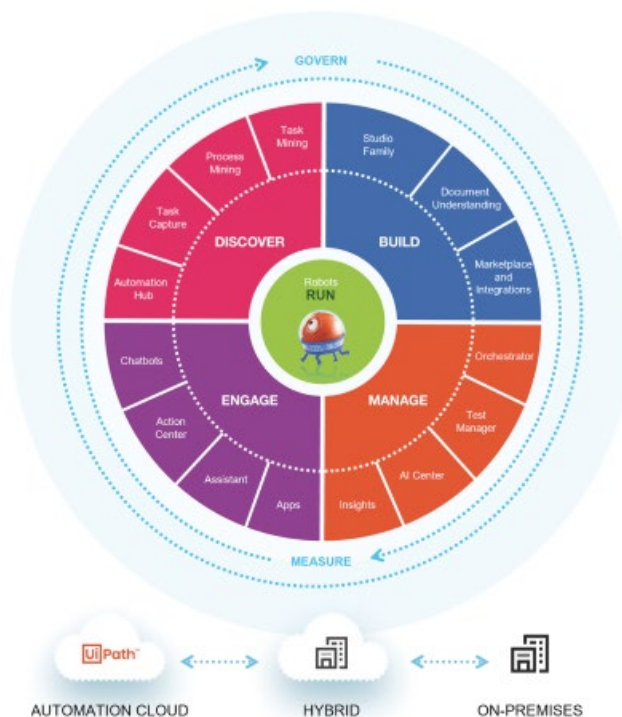 GOVERN
Task
Mining
Process
Mining
Task
Capture
Automation
Hub
DISCOVER
Studio
Family
Document
Understanding
Marketplace
and
Integrations
BUILD
Robots
RUN
Chatbots
Action
Center
Assistant
Apps
ENGAGE
MANAGE
Orchestrator
Test
Manager
AI Center
Insights
MEASURE
UiPath™
AUTOMATION CLOUD
HYBRID
ON-PREMISES